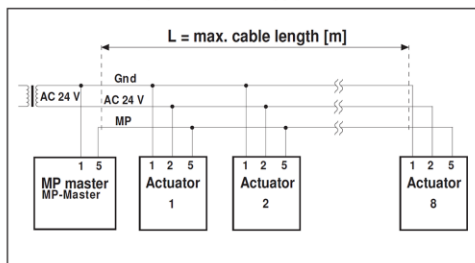 L = max. cable length [m]
Gnd
AC 24 V
AC 24 V
MP
1 5
1 2 5
1 2 5
1 2 5
MP master
MP-Master
Actuator
1
Actuator
2
Actuator
8